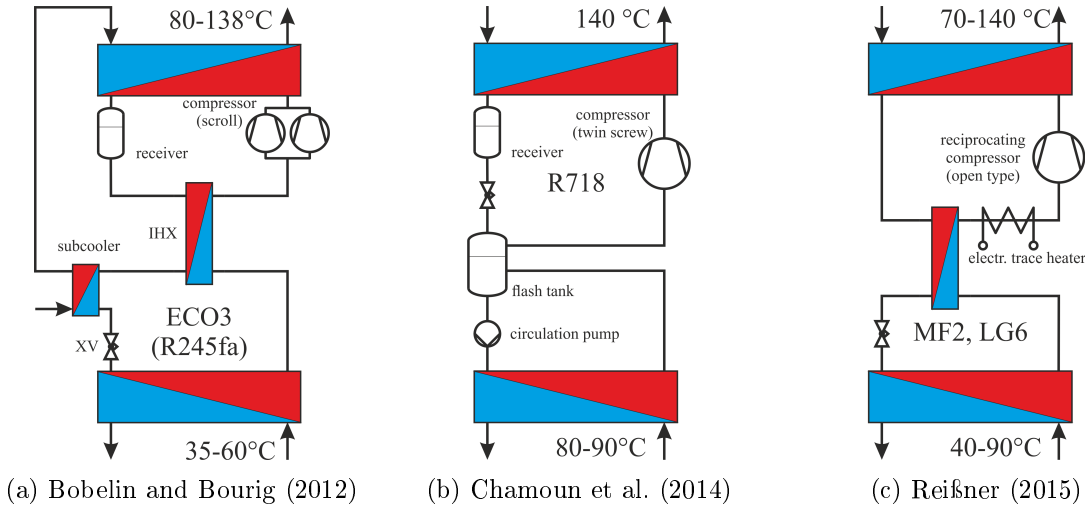 80-138°C
compressor
(scroll)
receiver
IHX
subcooler
XV
ECO3
(R245fa)
35-60°C
(a) Bobelin and Bourig (2012)
140 °C
compressor
(twin screw)
receiver
R718
flash tank
circulation pump
80-90°C
(b) Chamoun et al. (2014)
70-140 °C
reciprocating
compressor
(open type)
electr. trace heater
MF2, LG6
40-90°C
(c) Reißner (2015)